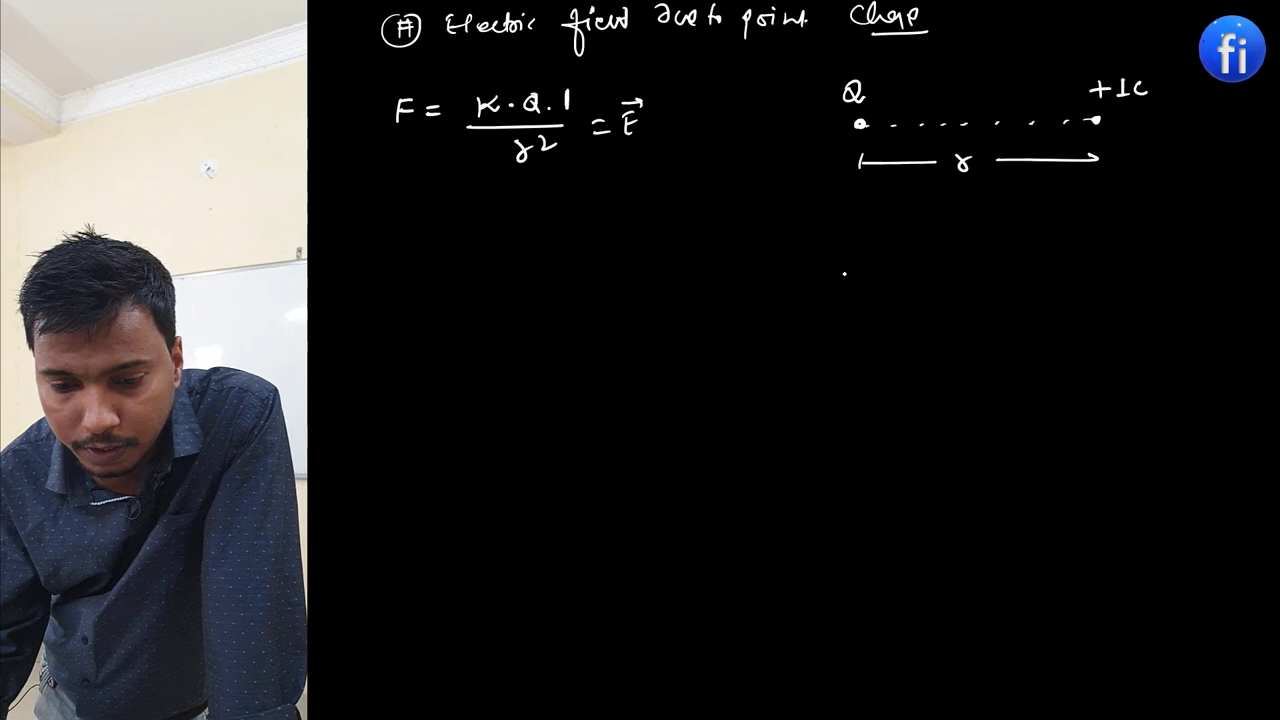 # Electric field due to point charge
F = K.Q.1 / r² = E⃗
Q +1C
r
fi